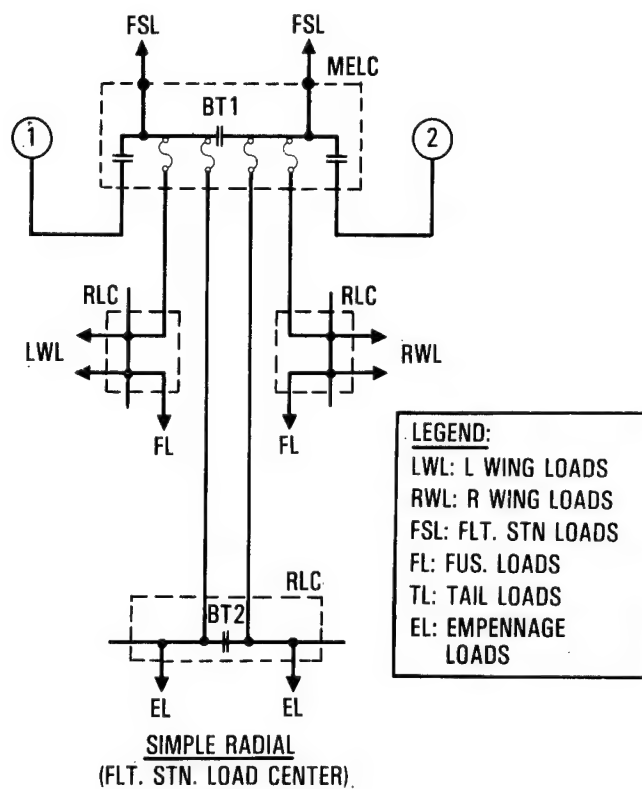 FSL
FSL
MELC
BT1
1
2
RLC
RLC
LWL
RWL
FL
FL
LEGEND:
LWL: L WING LOADS
RWL: R WING LOADS
FSL: FLT. STN LOADS
FL: FUS. LOADS
TL: TAIL LOADS
EL: EMPENNAGE
LOADS
RLC
BT2
EL
EL
SIMPLE RADIAL
(FLT. STN. LOAD CENTER)